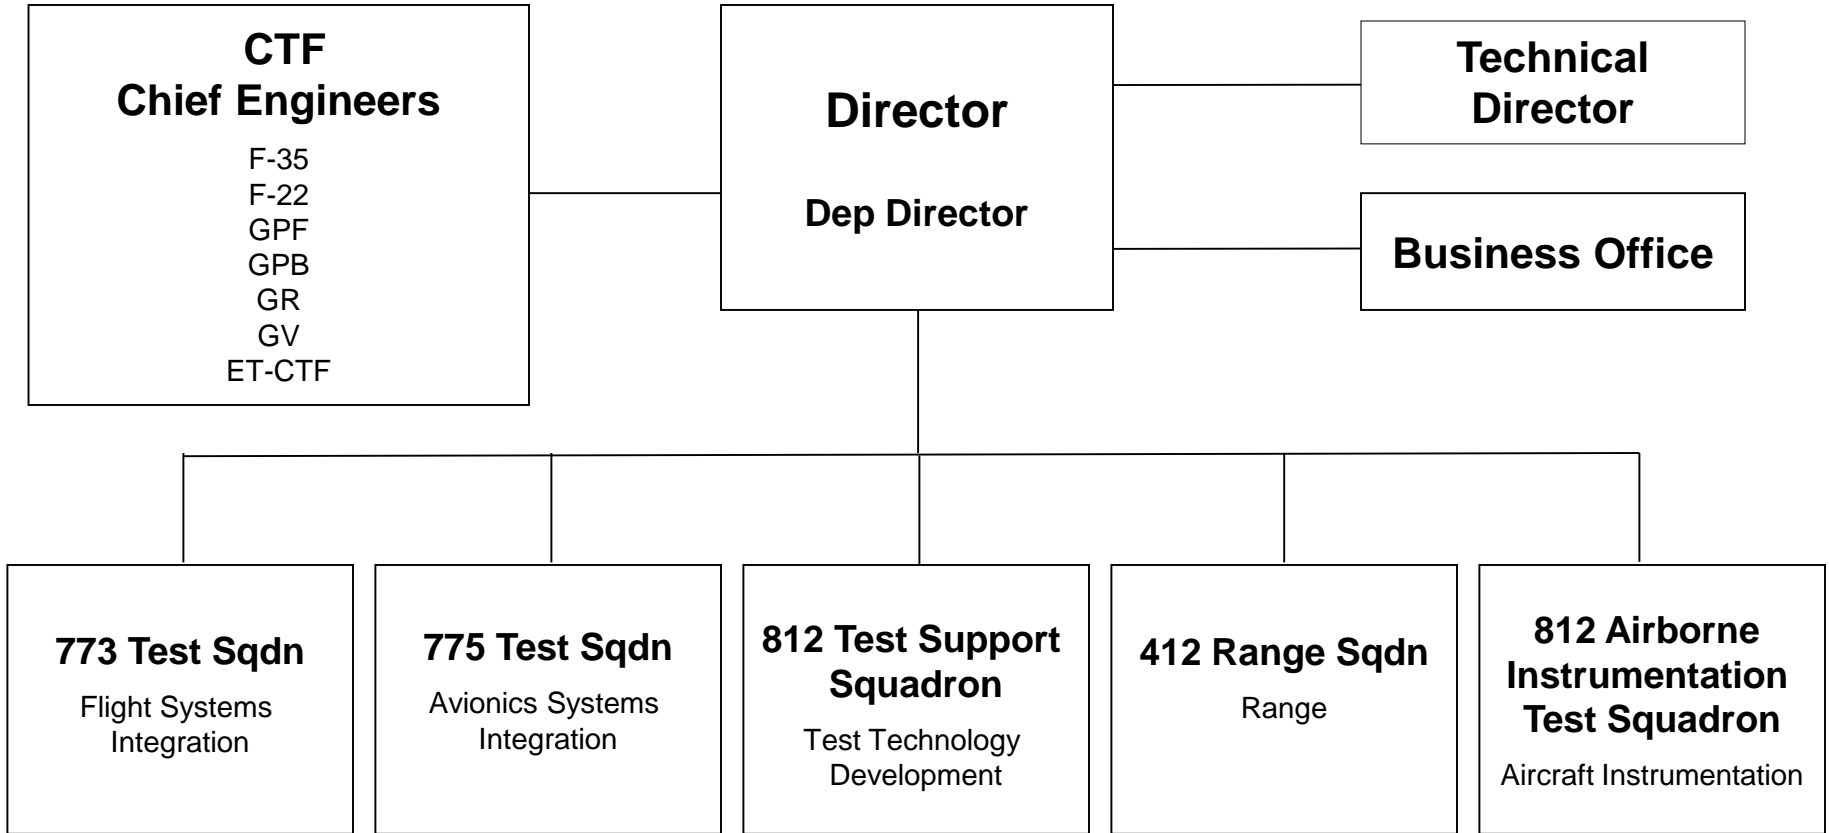 CTF
Chief Engineers
F-35
F-22
GPF
GPB
GR
GV
ET-CTF
Director
Dep Director
Technical
Director
Business Office
773 Test Sqdn
Flight Systems
Integration
775 Test Sqdn
Avionics Systems
Integration
812 Test Support
Squadron
Test Technology
Development
412 Range Sqdn
Range
812 Airborne
Instrumentation
Test Squadron
Aircraft Instrumentation